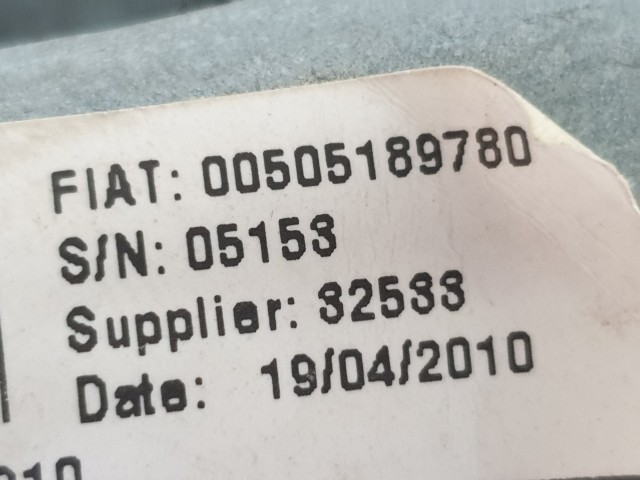 FIAT: 00505189780
S/N: 05153
Supplier: 32533
Date: 19/04/2010